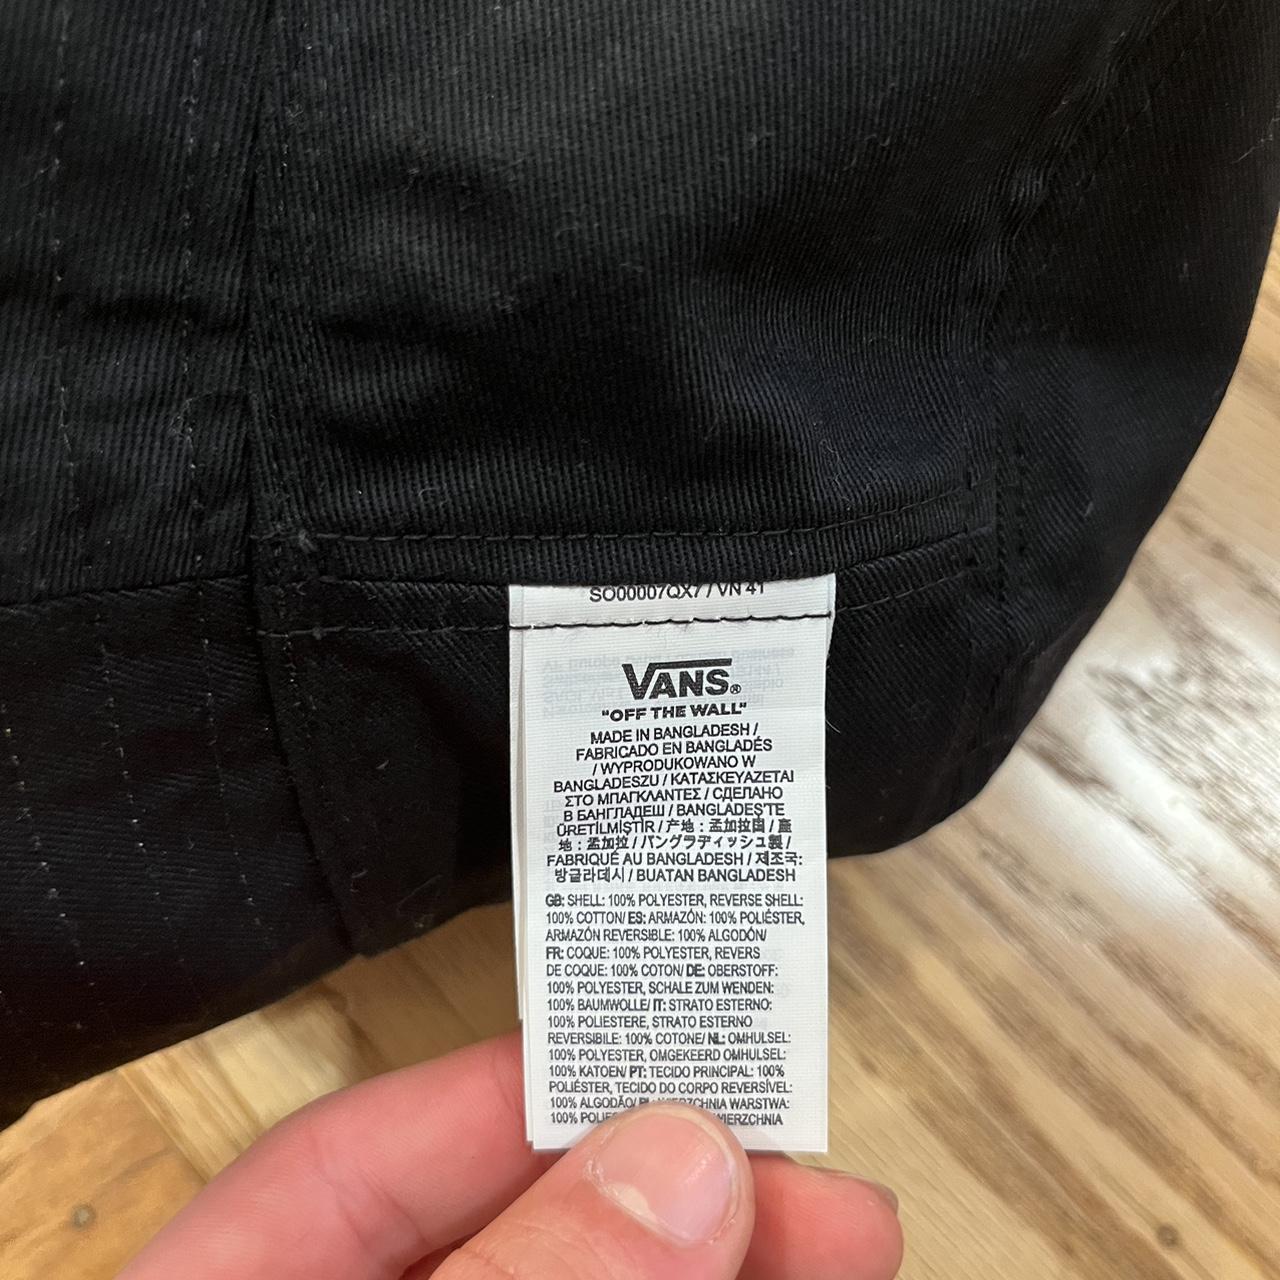 SO00007QX7 / VN 41
VANS®
"OFF THE WALL"
MADE IN BANGLADESH /
FABRICADO EN BANGLADÉS
/ WYPRODUKOWANO W
BANGLADESZU / ΚΑΤΑΣΚΕΥΑΖΕΤΑΙ
ΣΤΟ ΜΠΑΓΚΛΑΝΤΕΣ / СДЕЛАНО
В БАНГЛАДЕШ / BANGLADEŞ'TE
ÜRETİLMİŞTİR / 产地：孟加拉国 / 產
地：孟加拉 / バングラディッシュ製 /
FABRIQUÉ AU BANGLADESH / 제조국:
방글라데시 / BUATAN BANGLADESH
GB: SHELL: 100% POLYESTER, REVERSE SHELL:
100% COTTON/ ES: ARMAZÓN: 100% POLIÉSTER,
ARMAZÓN REVERSIBLE: 100% ALGODÓN/
FR: COQUE: 100% POLYESTER, REVERS
DE COQUE: 100% COTON/ DE: OBERSTOFF:
100% POLYESTER, SCHALE ZUM WENDEN:
100% BAUMWOLLE/ IT: STRATO ESTERNO:
100% POLIESTERE, STRATO ESTERNO
REVERSIBILE: 100% COTONE/ NL: OMHULSEL:
100% POLYESTER, OMGEKEERD OMHULSEL:
100% KATOEN/ PT: TECIDO PRINCIPAL: 100%
POLIÉSTER, TECIDO DO CORPO REVERSÍVEL:
100% ALGODÃO/ WARSTWA:
100%